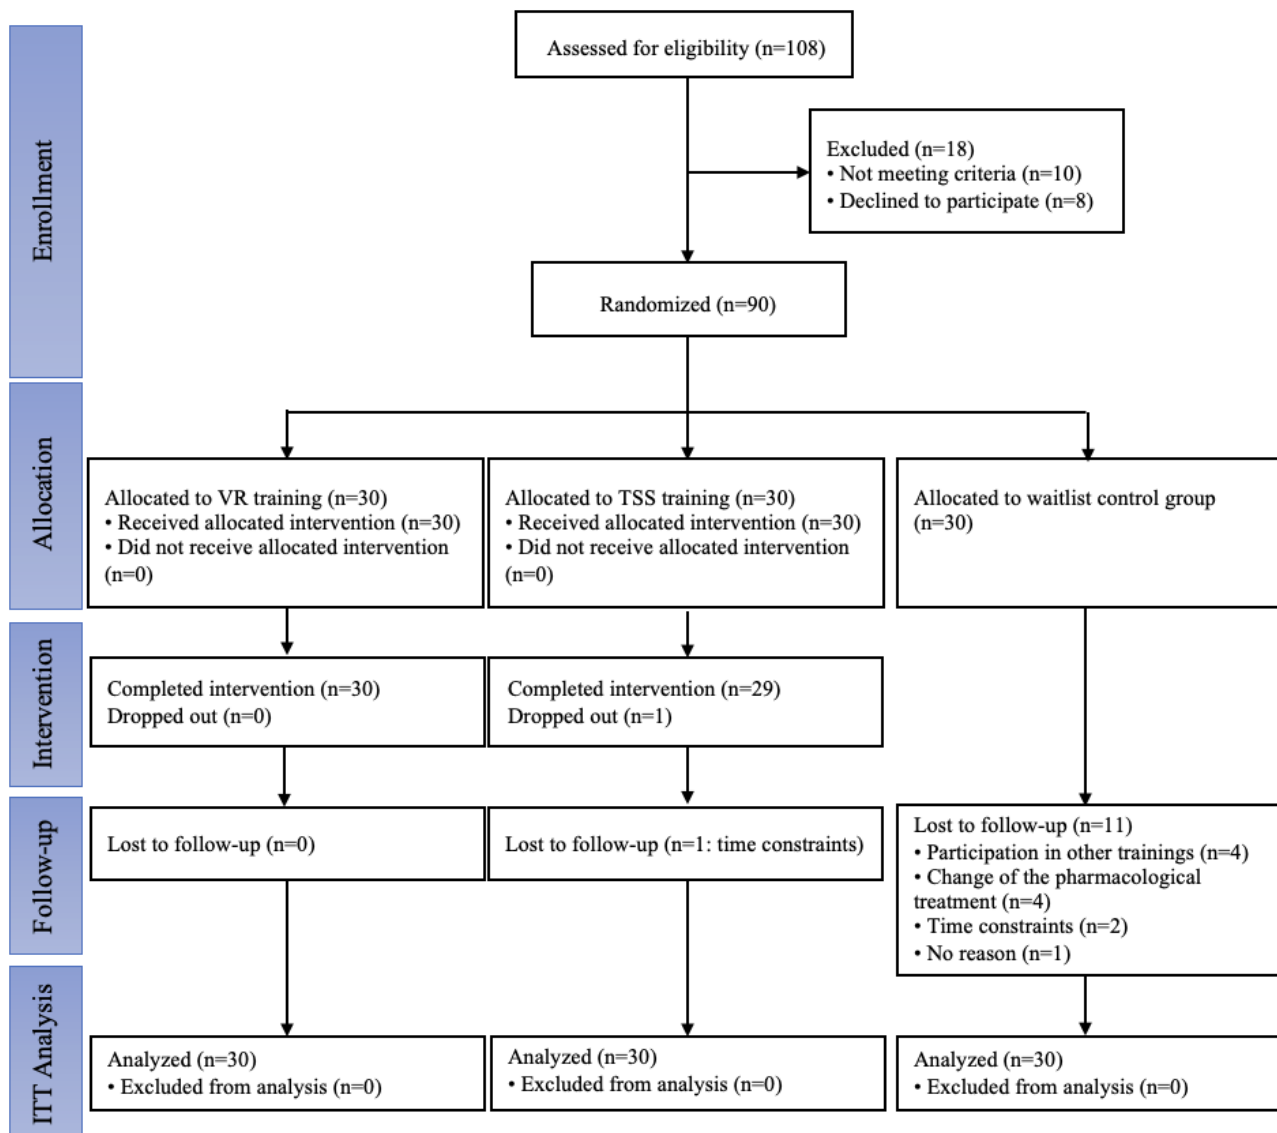 Enrollment
Assessed for eligibility (n=108)
Excluded (n=18)
• Not meeting criteria (n=10)
• Declined to participate (n=8)
Randomized (n=90)
Allocation
Allocated to VR training (n=30)
• Received allocated intervention (n=30)
• Did not receive allocated intervention
(n=0)
Allocated to TSS training (n=30)
• Received allocated intervention (n=30)
• Did not receive allocated intervention
(n=0)
Allocated to waitlist control group
(n=30)
Intervention
Completed intervention (n=30)
Dropped out (n=0)
Completed intervention (n=29)
Dropped out (n=1)
Follow-up
Lost to follow-up (n=0)
Lost to follow-up (n=1: time constraints)
Lost to follow-up (n=11)
• Participation in other trainings (n=4)
• Change of the pharmacological
treatment (n=4)
• Time constraints (n=2)
• No reason (n=1)
ITT Analysis
Analyzed (n=30)
• Excluded from analysis (n=0)
Analyzed (n=30)
• Excluded from analysis (n=0)
Analyzed (n=30)
• Excluded from analysis (n=0)